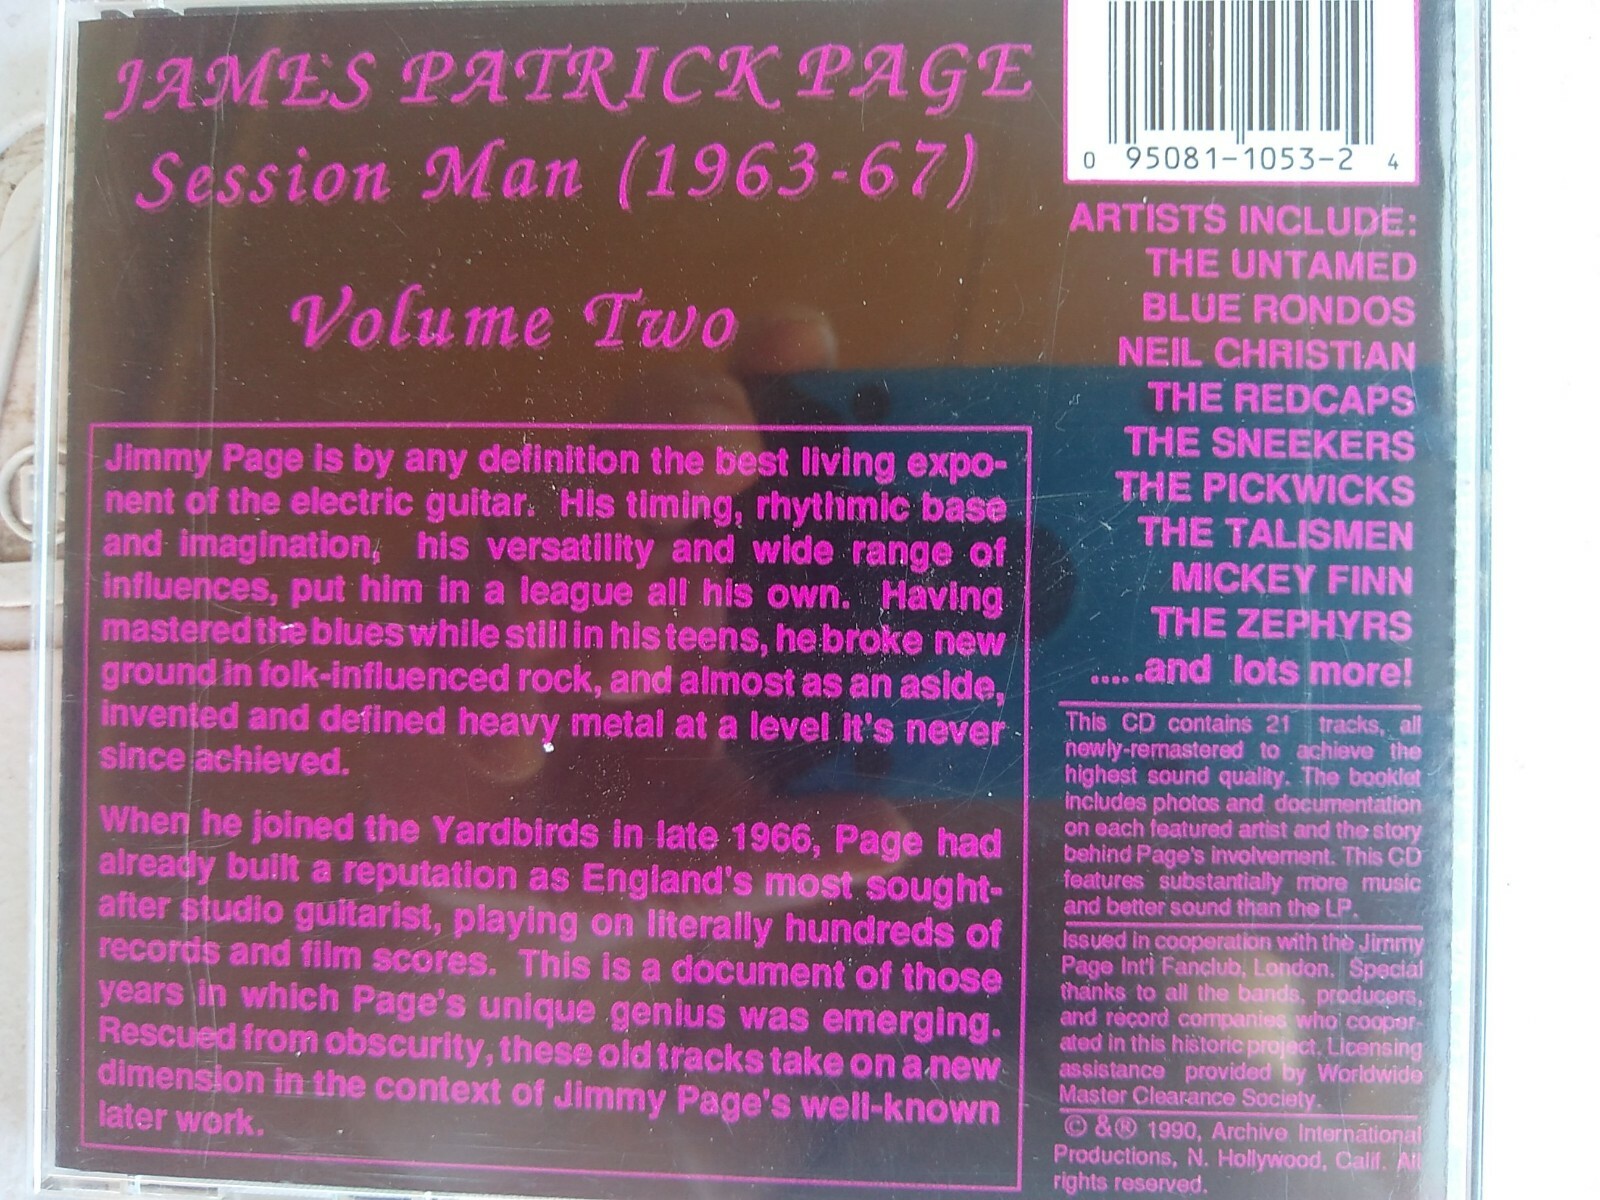 JAMES PATRICK PAGE
Session Man (1963-67)
Volume Two
Jimmy Page is by any definition the best living expo-
nent of the electric guitar. His timing, rhythmic base
and imagination, his versatility and wide range of
influences, put him in a league all his own. Having
mastered the blues while still in his teens, he broke new
ground in folk-influenced rock, and almost as an aside,
invented and defined heavy metal at a level it's never
since achieved.
When he joined the Yardbirds in late 1966, Page had
already built a reputation as England's most sought-
after studio guitarist, playing on literally hundreds of
records and film scores. This is a document of those
years in which Page's unique genius was emerging.
Rescued from obscurity, these old tracks take on a new
dimension in the context of Jimmy Page's well-known
later work.
0 95081-1053-2 4
ARTISTS INCLUDE:
THE UNTAMED
BLUE RONDOS
NEIL CHRISTIAN
THE REDCAPS
THE SNEEKERS
THE PICKWICKS
THE TALISMEN
MICKEY FINN
THE ZEPHYRS
.....and lots more!
This CD contains 21 tracks, all
newly-remastered to achieve the
highest sound quality. The booklet
includes photos and documentation
on each featured artist and the story
behind Page's involvement. This CD
features substantially more music
and better sound than the LP.
Issued in cooperation with the Jimmy
Page Int'l Fanclub, London. Special
thanks to all the bands, producers,
and record companies who cooper-
ated in this historic project. Licensing
assistance provided by Worldwide
Master Clearance Society.
© & ® 1990, Archive International
Productions, N. Hollywood, Calif. All
rights reserved.